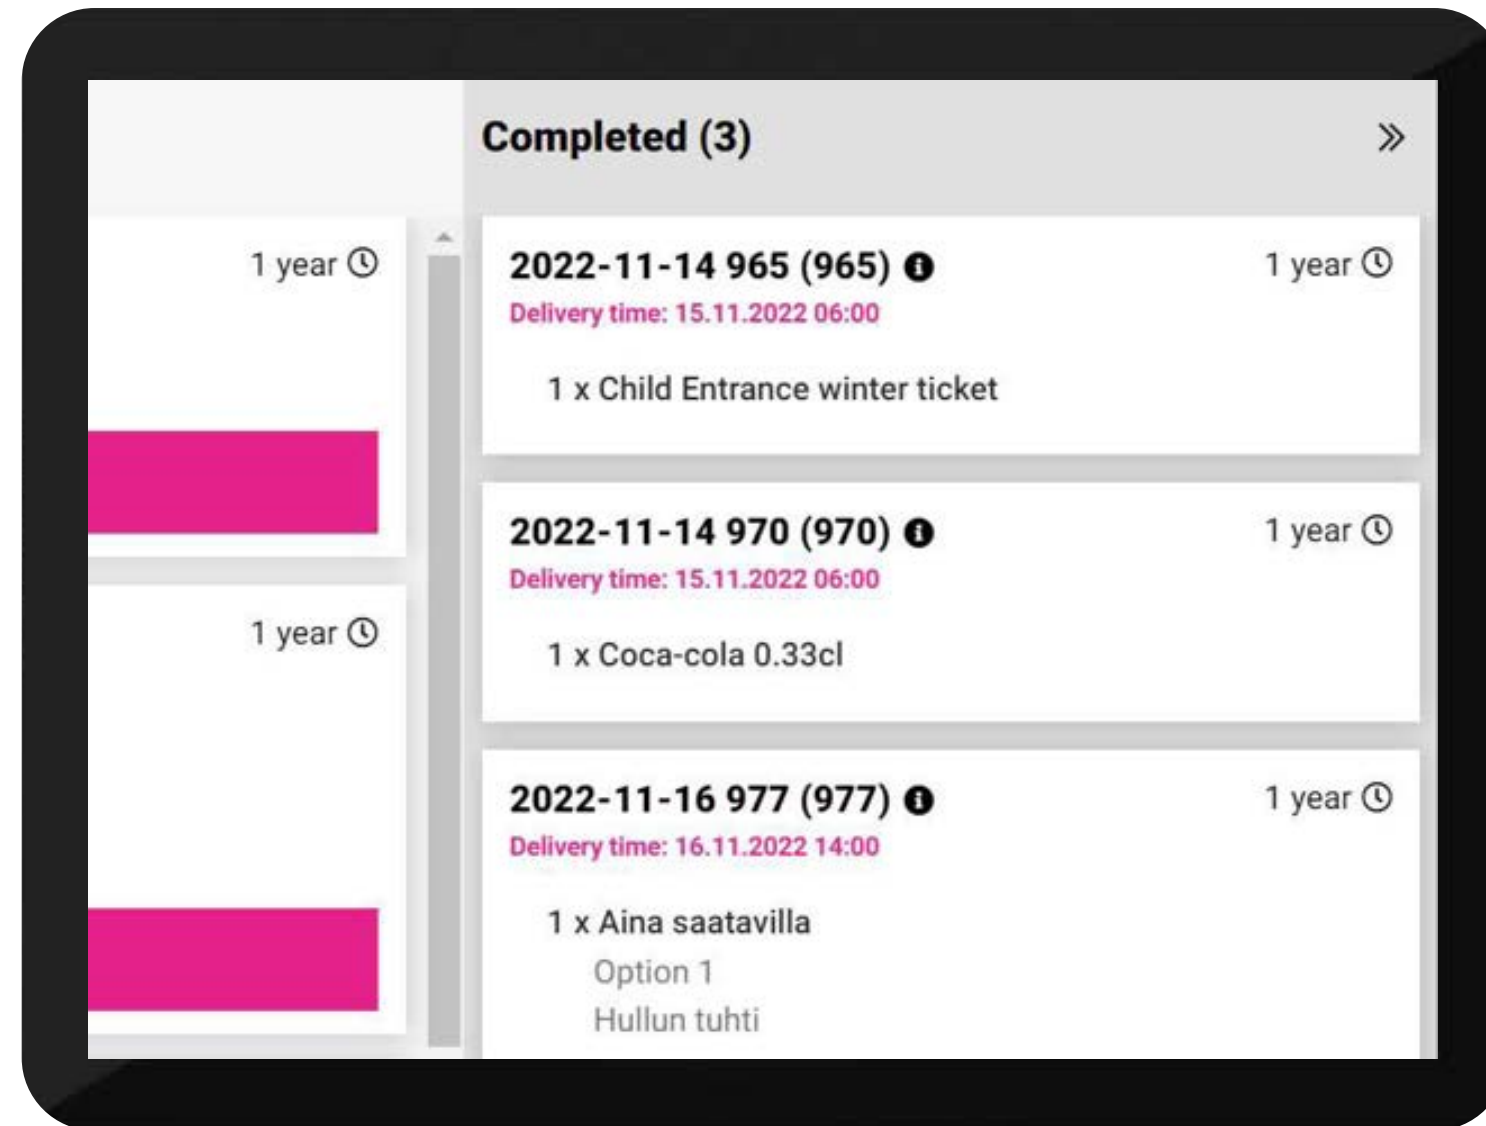 Completed (3)
1 year
1 year
2022-11-14 965 (965)
1 year
Delivery time: 15.11.2022 06:00
1 x Child Entrance winter ticket
2022-11-14 970 (970)
1 year
Delivery time: 15.11.2022 06:00
1 x Coca-cola 0.33cl
2022-11-16 977 (977)
1 year
Delivery time: 16.11.2022 14:00
1 x Aina saatavilla
Option 1
Hullun tuhti